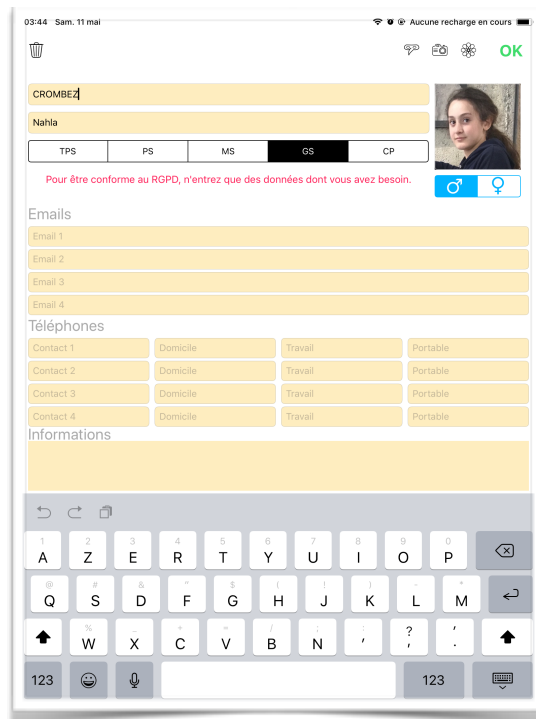 03:44 Sam. 11 mai Aucune recharge en cours
OK
CROMBEZ
Nahla
TPS PS MS GS CP
Pour être conforme au RGPD, n'entrez que des données dont vous avez besoin.
Emails
Email 1
Email 2
Email 3
Email 4
Téléphones
Contact 1 Domicile Travail Portable
Contact 2 Domicile Travail Portable
Contact 3 Domicile Travail Portable
Contact 4 Domicile Travail Portable
Informations
1 2 3 4 5 6 7 8 9 0
A Z E R T Y U I O P
@ # & " $ ( ! ) - *
Q S D F G H J K L M
% _ + = / ; : ? ′
W X C V B N ′ , .
123 123